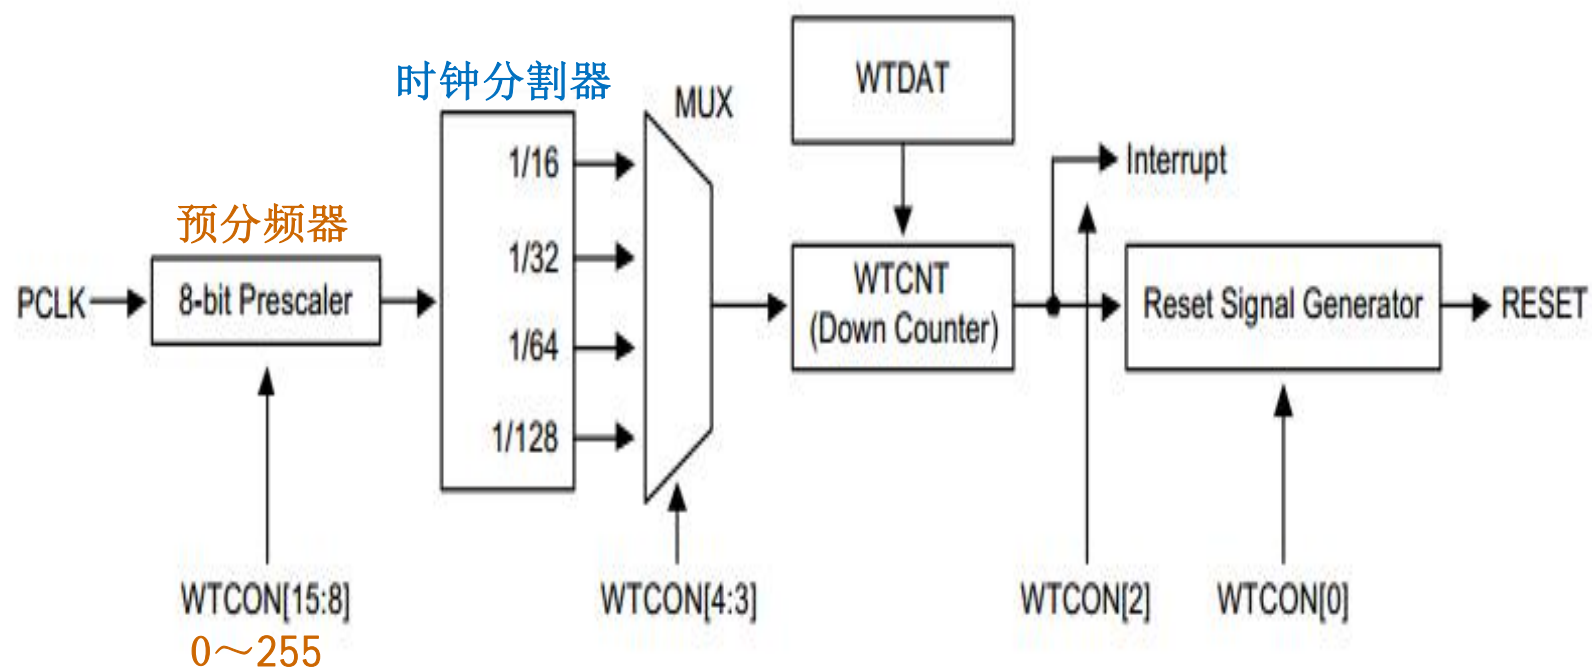 时钟分割器
MUX
WTDAT
1/16
Interrupt
预分频器
1/32
PCLK
8-bit Prescaler
WTCNT
(Down Counter)
Reset Signal Generator
RESET
1/64
1/128
WTCON[15:8]
WTCON[4:3]
WTCON[2]
WTCON[0]
0～255